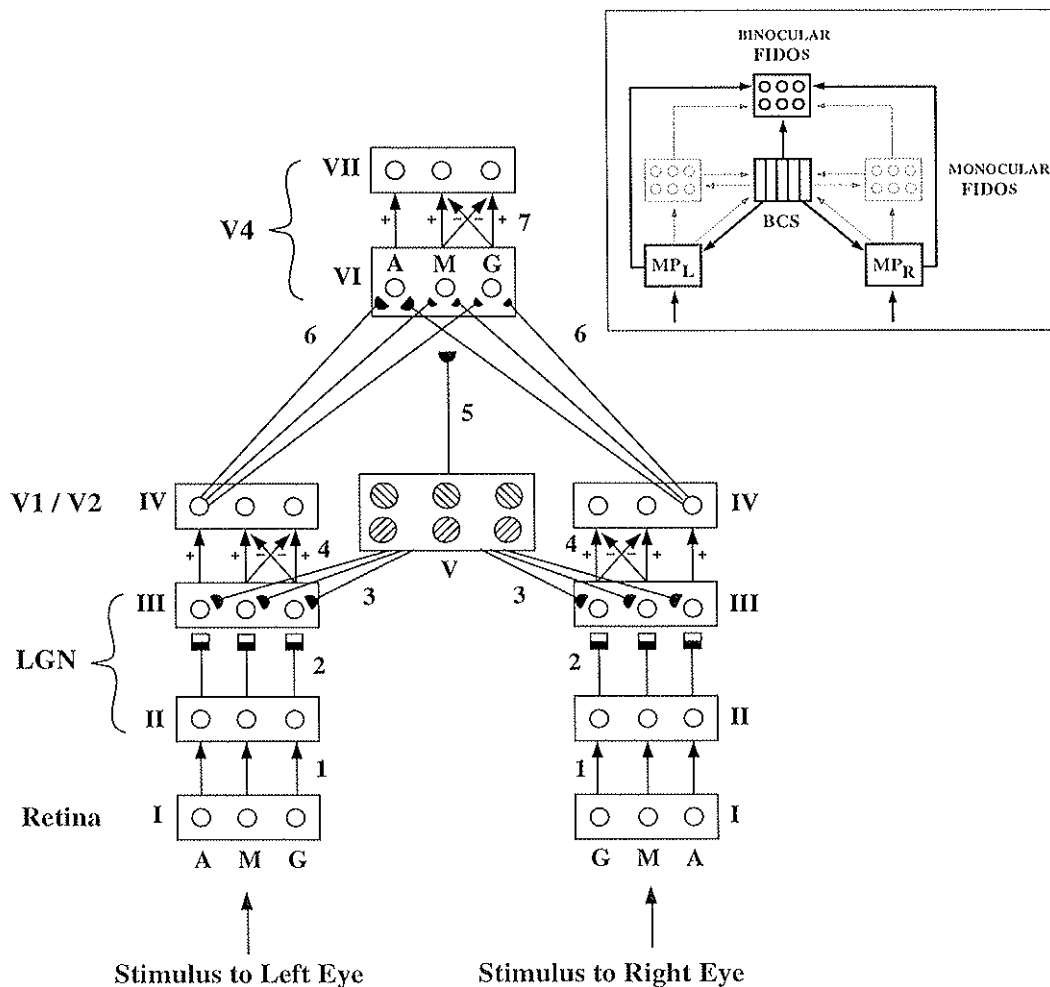 BINOCULAR
FIDOS
MONOCULAR
FIDOS
BCS
MP L
MP R
VII
V4
+ + - - + 7
A M G
VI
6 6
5
V1 / V2 IV IV
+ + - - + 4
4 + - - + +
V
3 3
III III
LGN
2 2
II II
1 1
Retina I I
A M G
G M A
Stimulus to Left Eye
Stimulus to Right Eye